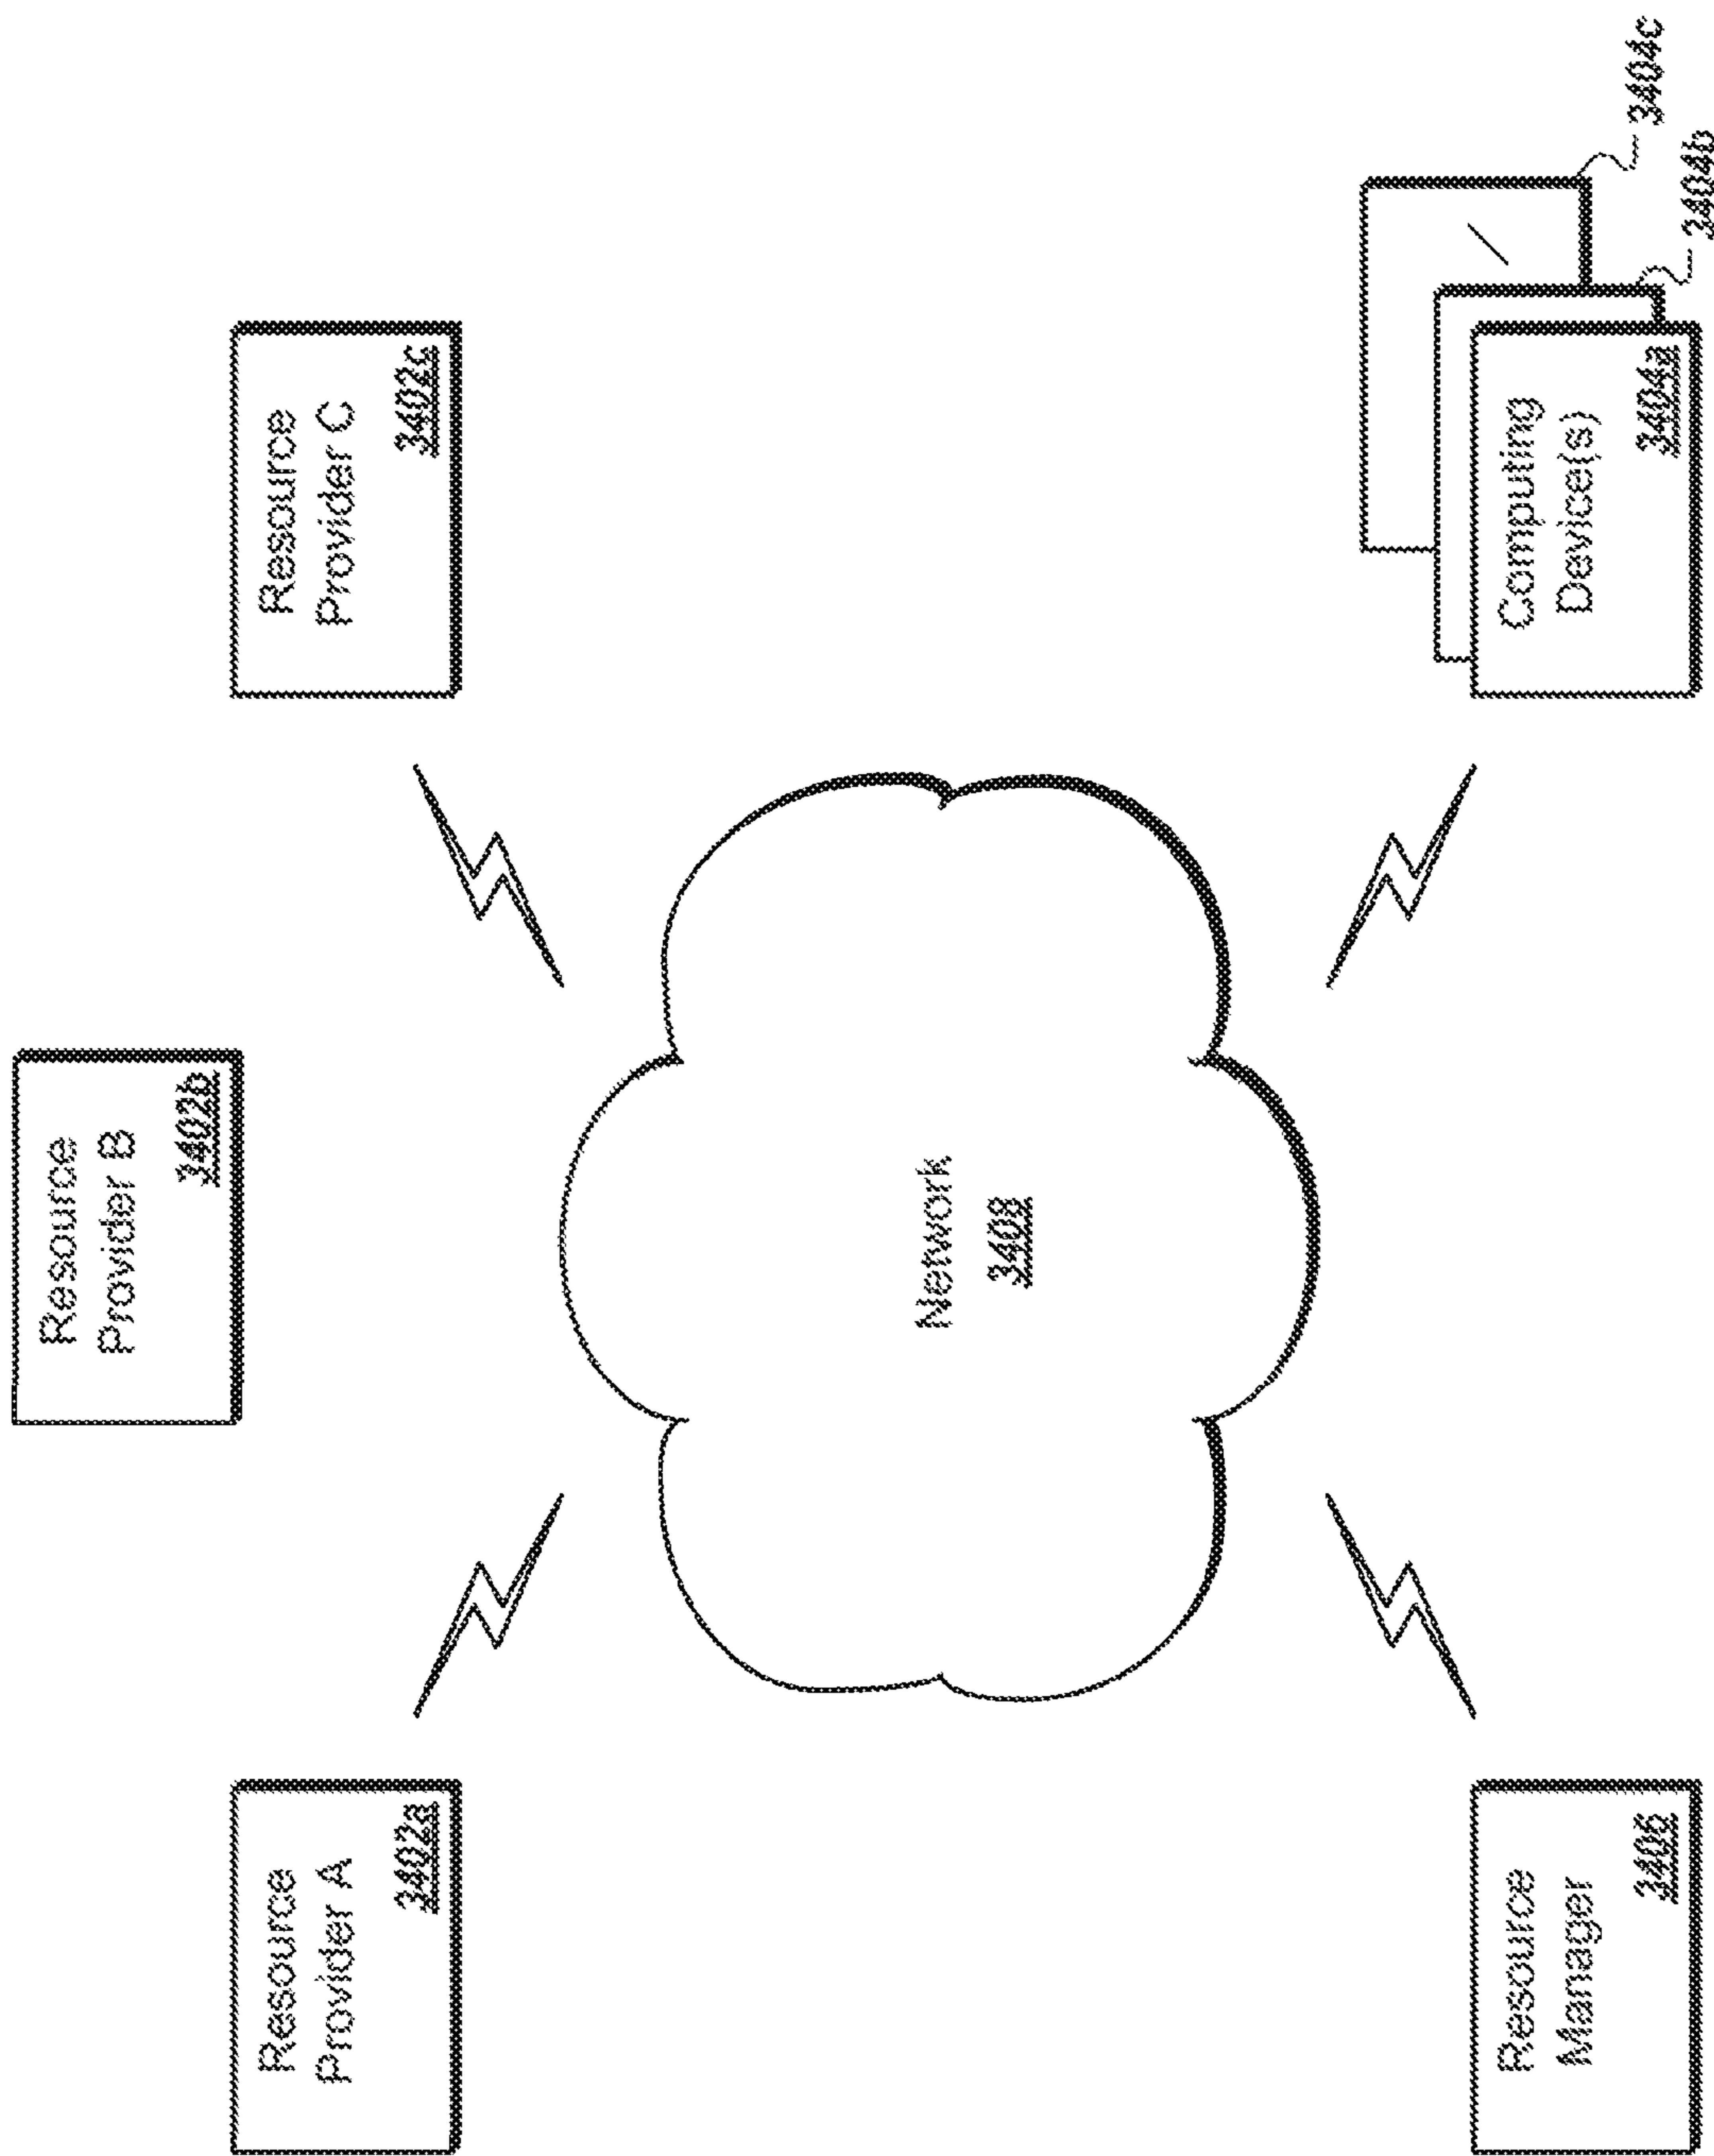 Resource
Provider B
3402b
Resource
Provider A
3402a
Resource
Provider C
3402c
Network
3408
Resource
Manager
3406
Computing
Device(s)
3404a
3404b
3404c